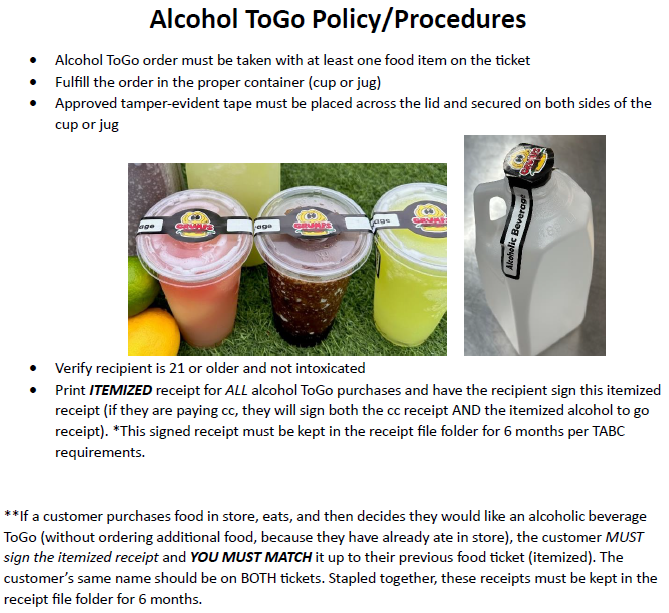 Alcohol ToGo Policy/Procedures
• Alcohol ToGo order must be taken with at least one food item on the ticket
• Fulfill the order in the proper container (cup or jug)
• Approved tamper-evident tape must be placed across the lid and secured on both sides of the
cup or jug
age
GRUMPS
age
GRUMPS
ags
GRUMPS
Alcoholic Beverage
• Verify recipient is 21 or older and not intoxicated
• Print ITEMIZED receipt for ALL alcohol ToGo purchases and have the recipient sign this itemized
receipt (if they are paying cc, they will sign both the cc receipt AND the itemized alcohol to go
receipt). *This signed receipt must be kept in the receipt file folder for 6 months per TABC
requirements.
**If a customer purchases food in store, eats, and then decides they would like an alcoholic beverage
ToGo (without ordering additional food, because they have already ate in store), the customer MUST
sign the itemized receipt and YOU MUST MATCH it up to their previous food ticket (itemized). The
customer's same name should be on BOTH tickets. Stapled together, these receipts must be kept in the
receipt file folder for 6 months.